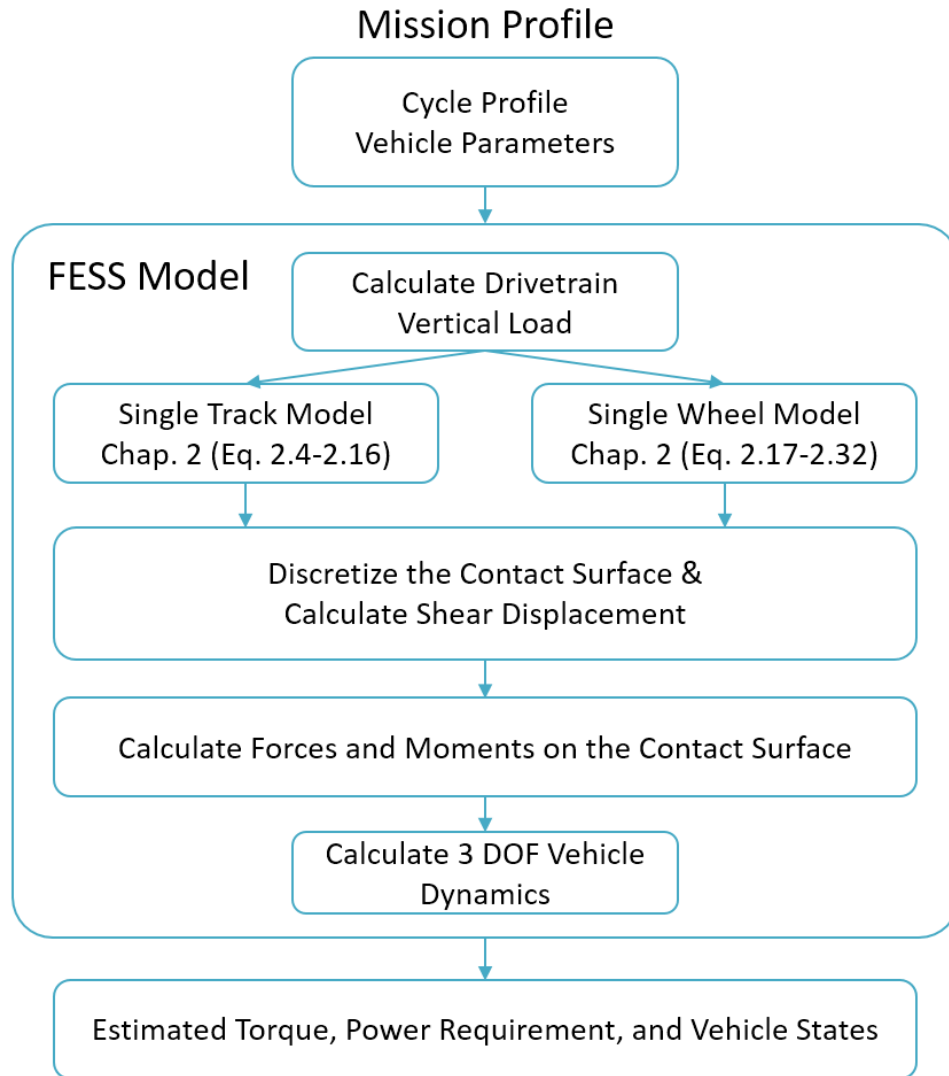 Mission Profile
Cycle Profile
Vehicle Parameters
FESS Model
Calculate Drivetrain
Vertical Load
Single Track Model
Chap. 2 (Eq. 2.4-2.16)
Single Wheel Model
Chap. 2 (Eq. 2.17-2.32)
Discretize the Contact Surface &
Calculate Shear Displacement
Calculate Forces and Moments on the Contact Surface
Calculate 3 DOF Vehicle
Dynamics
Estimated Torque, Power Requirement, and Vehicle States